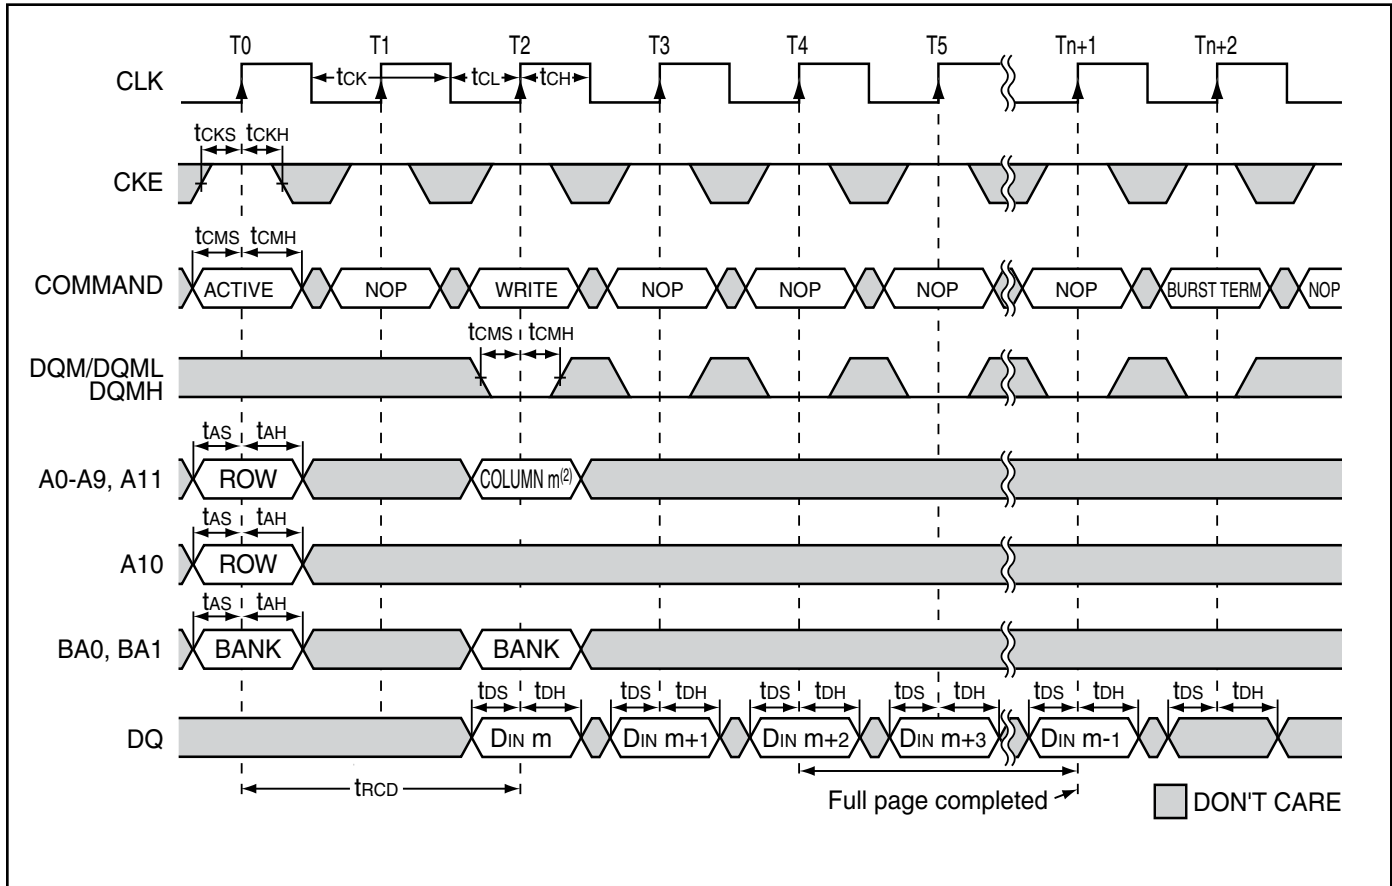 T0 T1 T2 T3 T4 T5 Tn+1 Tn+2
CLK tCK tCL tCH
tCKS tCKH
CKE
tCMS tCMH
COMMAND ACTIVE NOP WRITE NOP NOP NOP NOP BURST TERM NOP
tCMS tCMH
DQM/DQML
DQMH
tAS tAH
A0-A9, A11 ROW COLUMN m(2)
tAS tAH
A10 ROW
tAS tAH
BA0, BA1 BANK BANK
tDS tDH tDS tDH tDS tDH tDS tDH tDS tDH tDS tDH
DQ DIN m DIN m+1 DIN m+2 DIN m+3 DIN m-1
tRCD
Full page completed
DON'T CARE